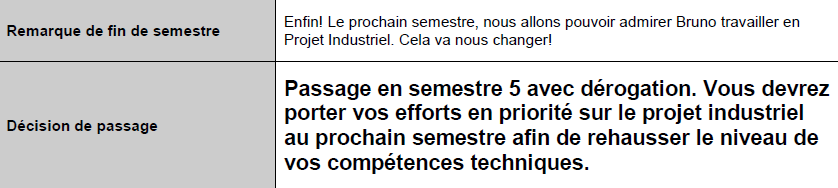 Remarque de fin de semestre
Enfin! Le prochain semestre, nous allons pouvoir admirer Bruno travailler en
Projet Industriel. Cela va nous changer!
Décision de passage
Passage en semestre 5 avec dérogation. Vous devrez
porter vos efforts en priorité sur le projet industriel
au prochain semestre afin de rehausser le niveau de
vos compétences techniques.